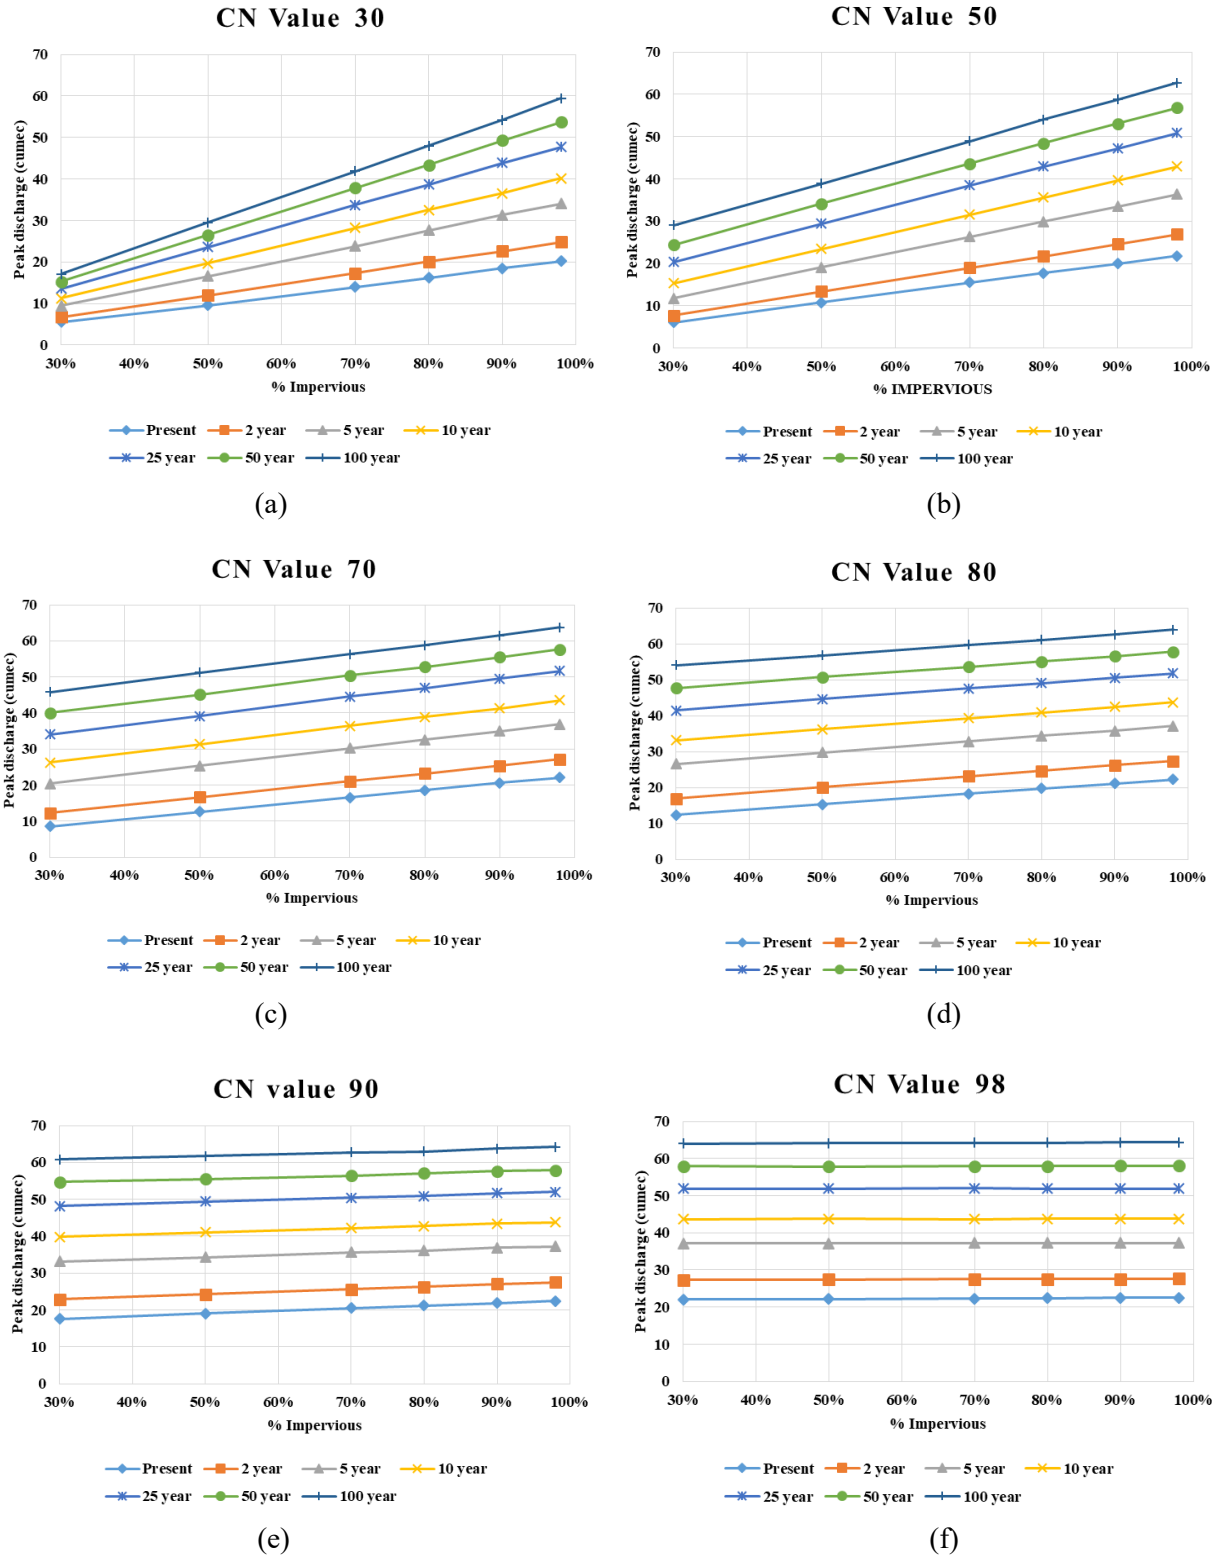 CN Value 30
70
60
50
40
30
20
10
0
Peak discharge (cumec)
30% 40% 50% 60% 70% 80% 90% 100%
% Impervious
Present 2 year 5 year 10 year
25 year 50 year 100 year
(a)
CN Value 50
70
60
50
40
30
20
10
0
Peak discharge (cumec)
30% 40% 50% 60% 70% 80% 90% 100%
% IMPERVIOUS
Present 2 year 5 year 10 year
25 year 50 year 100 year
(b)
CN Value 70
70
60
50
40
30
20
10
0
Peak discharge (cumec)
30% 40% 50% 60% 70% 80% 90% 100%
% Impervious
Present 2 year 5 year 10 year
25 year 50 year 100 year
(c)
CN Value 80
70
60
50
40
30
20
10
0
Peak discharge (cumec)
30% 40% 50% 60% 70% 80% 90% 100%
% Impervious
Present 2 year 5 year 10 year
25 year 50 year 100 year
(d)
CN value 90
70
60
50
40
30
20
10
0
Peak discharge (cumec)
30% 40% 50% 60% 70% 80% 90% 100%
% Impervious
Present 2 year 5 year 10 year
25 year 50 year 100 year
(e)
CN Value 98
70
60
50
40
30
20
10
0
Peak discharge (cumec)
30% 40% 50% 60% 70% 80% 90% 100%
% Impervious
Present 2 year 5 year 10 year
25 year 50 year 100 year
(f)